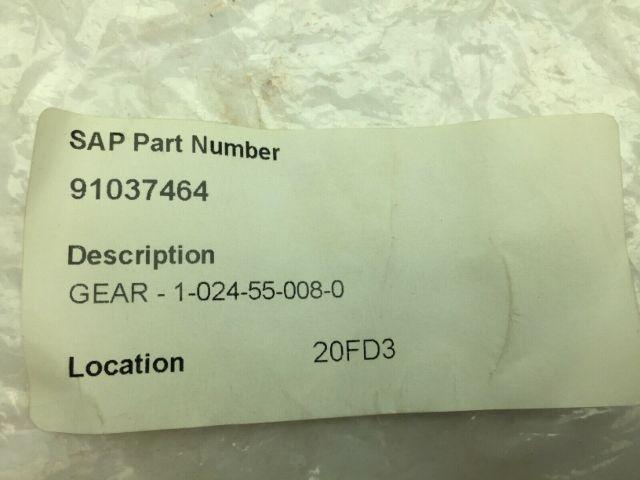 SAP Part Number
91037464
Description
GEAR - 1-024-55-008-0
Location 20FD3